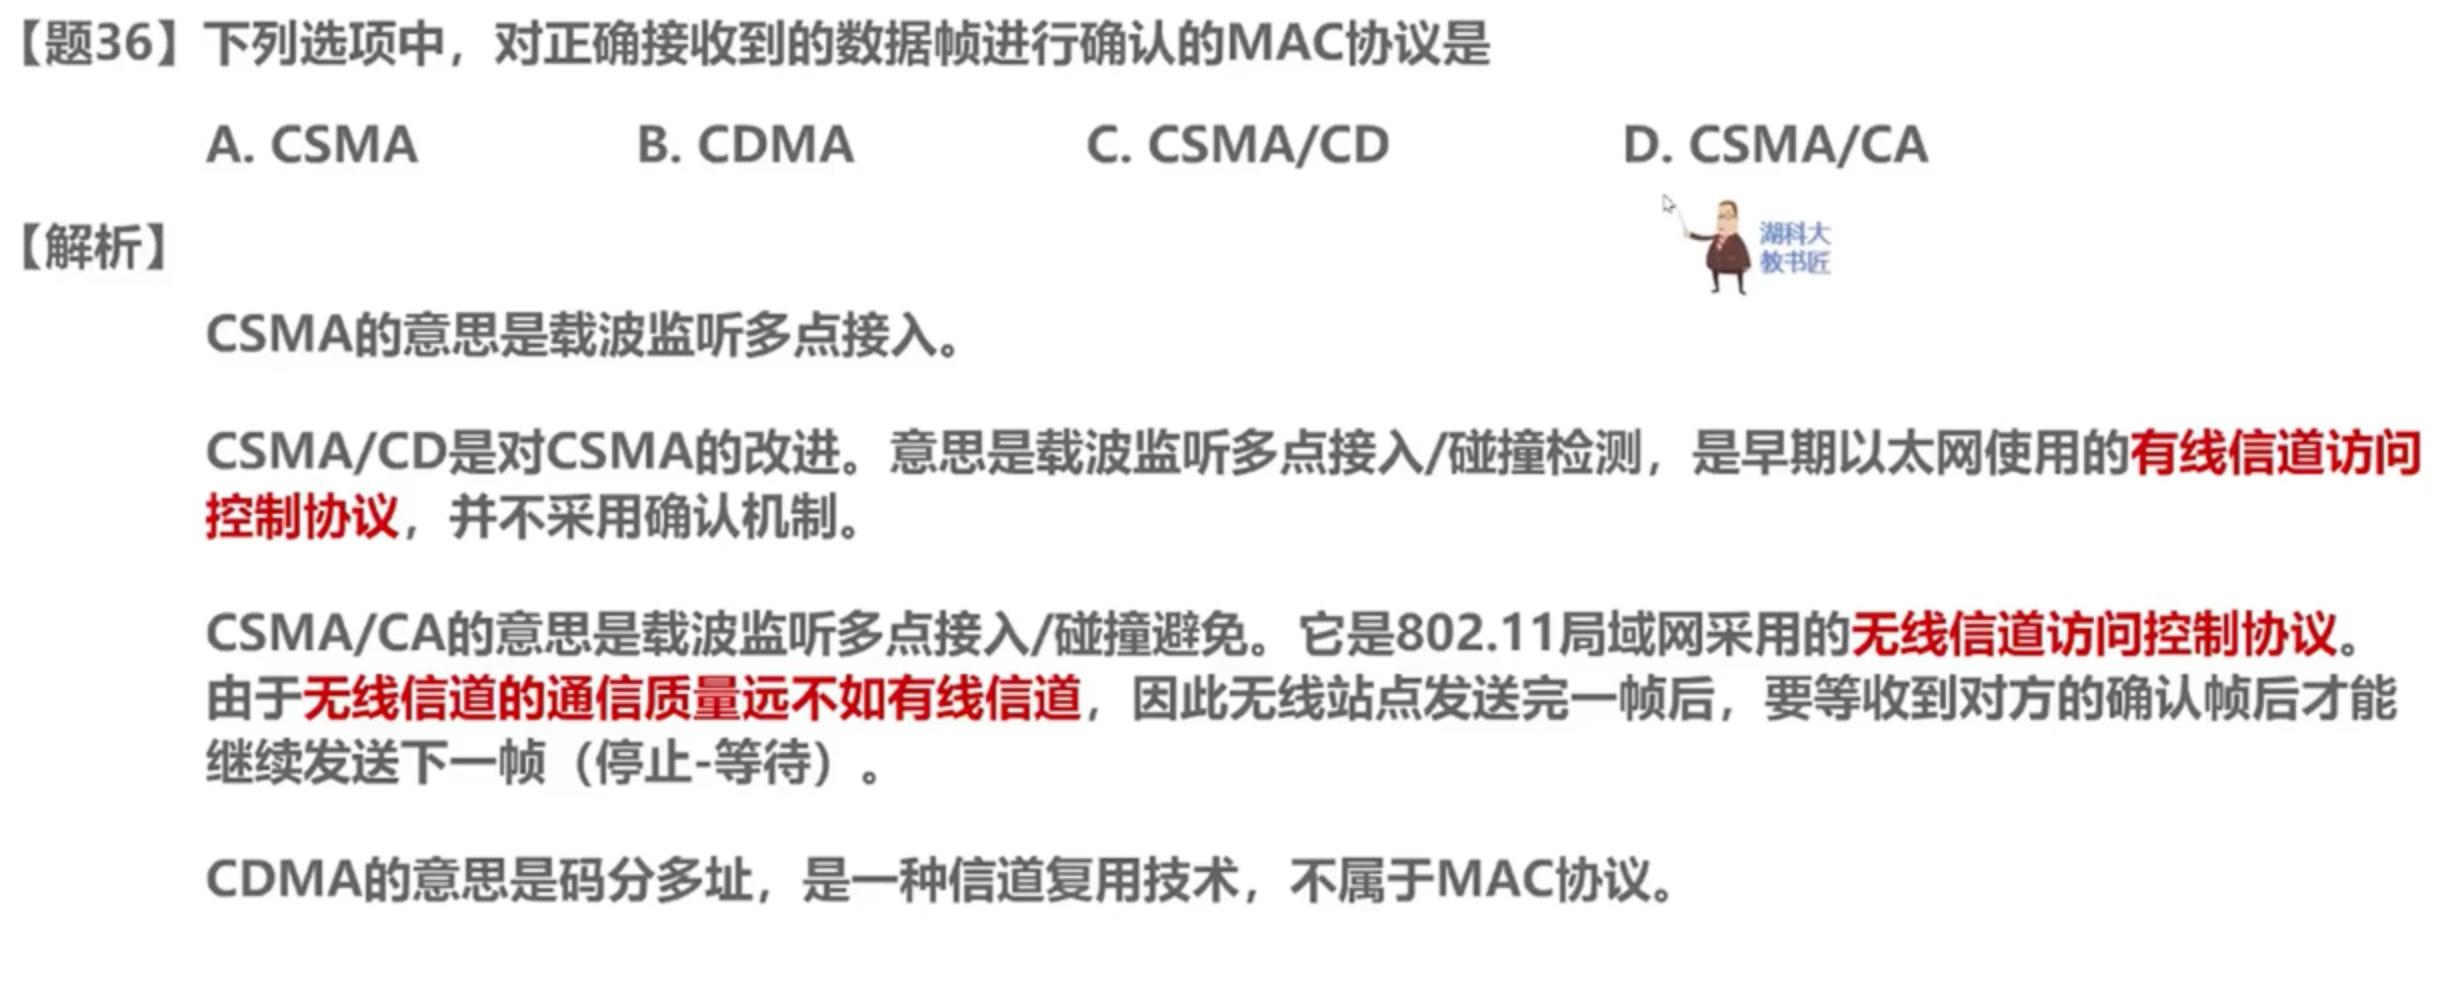 【题36】下列选项中，对正确接收到的数据帧进行确认的MAC协议是
A. CSMA B. CDMA C. CSMA/CD D. CSMA/CA
湖科大
教书匠
【解析】
CSMA的意思是载波监听多点接入。
CSMA/CD是对CSMA的改进。意思是载波监听多点接入/碰撞检测，是早期以太网使用的有线信道访问
控制协议，并不采用确认机制。
CSMA/CA的意思是载波监听多点接入/碰撞避免。它是802.11局域网采用的无线信道访问控制协议。
由于无线信道的通信质量远不如有线信道，因此无线站点发送完一帧后，要等收到对方的确认帧后才能
继续发送下一帧（停止-等待）。
CDMA的意思是码分多址，是一种信道复用技术，不属于MAC协议。